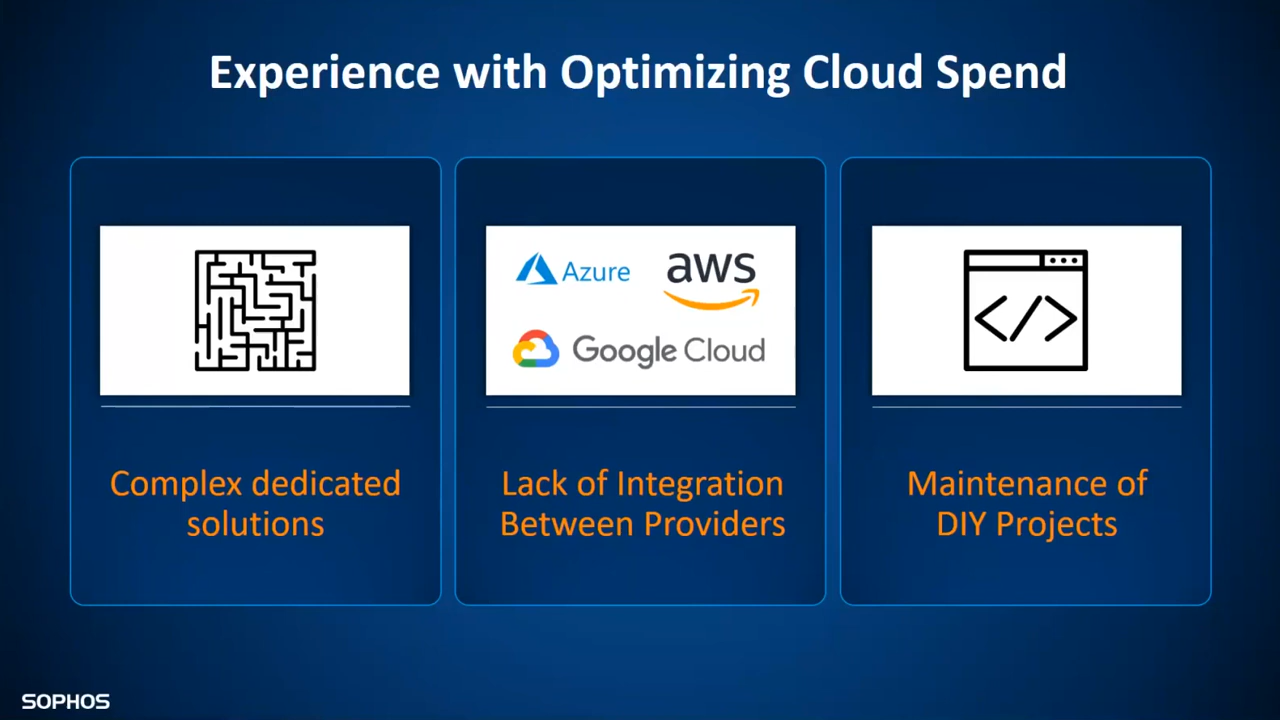 Experience with Optimizing Cloud Spend
Azure
aws
Google Cloud
</>
Complex dedicated
solutions
Lack of Integration
Between Providers
Maintenance of
DIY Projects
SOPHOS